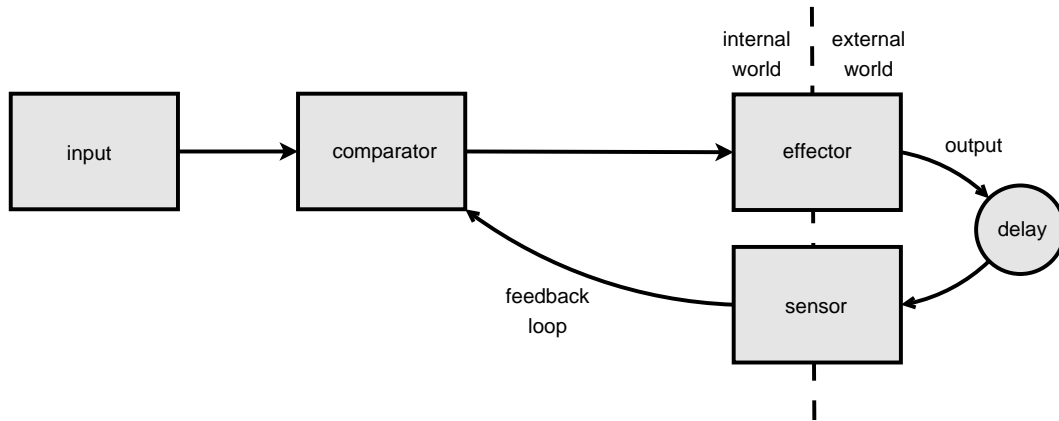 internal
world
external
world
input
comparator
effector
output
delay
sensor
feedback
loop